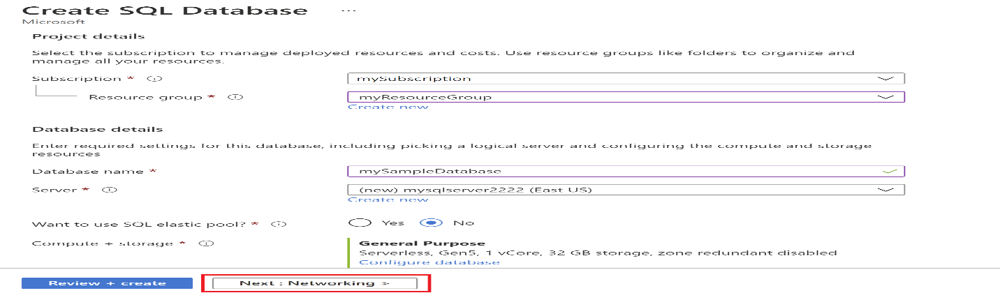 Create SQL Database ...
Microsoft
Project details
Select the subscription to manage deployed resources and costs. Use resource groups like folders to organize and
manage all your resources.
Subscription * mySubscription
Resource group * myResourceGroup
Create new
Database details
Enter required settings for this database, including picking a logical server and configuring the compute and storage
resources
Database name * mySampleDatabase
Server * (new) mysqlserver2222 (East US)
Create new
Want to use SQL elastic pool? * Yes No
Compute + storage * General Purpose
Serverless, Gen5, 1 vCore, 32 GB storage, zone redundant disabled
Configure database
Review + create Next : Networking >